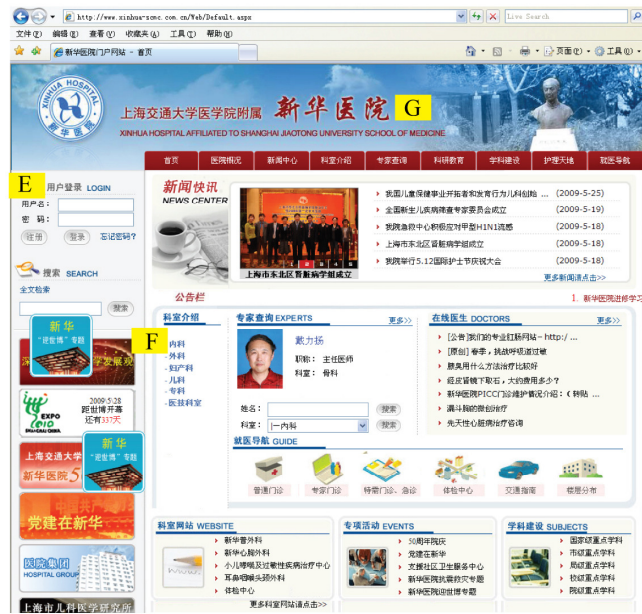 http://www.xinhua-scmc.com.cn/Web/Default.aspx
Live Search
文件(F) 编辑(E) 查看(V) 收藏夹(A) 工具(T) 帮助(H)
新华医院门户网站 - 首页
页面(P)
工具(O)
XINHUA HOSPITAL
新华医院
上海交通大学医学院附属 新华医院 G
XINHUA HOSPITAL AFFILIATED TO SHANGHAI JIAOTONG UNIVERSITY SCHOOL OF MEDICINE
首页 医院概况 新闻中心 科室介绍 专家查询 科研教育 学科建设 护理天地 就医导航
E
用户登录 LOGIN
用户名：
密 码：
注册 登录 忘记密码?
搜索 SEARCH
全文检索
搜索
新闻快讯
NEWS CENTER
1 2 3 4 5
上海市东北区肾脏病学组成立
我国儿童保健事业开拓者和发育行为儿科创始 ... (2009-5-25)
全国新生儿疾病筛查专家委员会成立 (2009-5-19)
我院急救中心积极应对甲型H1N1流感 (2009-5-18)
上海市东北区肾脏病学组成立 (2009-5-18)
我院举行5.12国际护士节庆祝大会 (2009-5-18)
更多新闻请点击>>
公告栏
1. 新华医院进修学习
F
科室介绍
内科
外科
妇产科
儿科
专科
医技科室
专家查询 EXPERTS 更多>>
戴力扬
职称： 主任医师
科室： 骨科
姓名： 搜索
科室： |—内科 搜索
在线医生 DOCTORS 更多>>
[公告]我们的专业肛肠网站-http:/ ...
[原创] 春季，挑战呼吸道过敏
腋臭用什么方法治疗比较好
经皮肾镜下取石，大约费用多少?
新华医院PICC门诊维护情况介绍：（转贴 ...
漏斗胸的微创治疗
先天性心脏病治疗咨询
就医导航 GUIDE
普通门诊 专家门诊 特需门诊、急诊 体检中心 交通指南 楼层分布
新华
“迎世博”专题
学发展观
EXPO
2010
SHANGHAI CHINA
2009-5-28
距世博开幕
还有337天
新华
“迎世博”专题
上海交通大学
新华医院5
党建在新华
医院集团
HOSPITAL GROUP
上海市儿科医学研究所
科室网站 WEBSITE
新华普外科
新华心胸外科
小儿哮喘及过敏性疾病治疗中心
耳鼻咽喉头颈外科
体检中心
更多科室网站请点击>>
专项活动 EVENTS
50周年院庆
党建在新华
支援社区卫生服务中心
新华医院抗震救灾专题
新华医院迎世博专题
学科建设 SUBJECTS
国家级重点学科
市级重点学科
局级重点学科
校级重点学科
院级重点学科